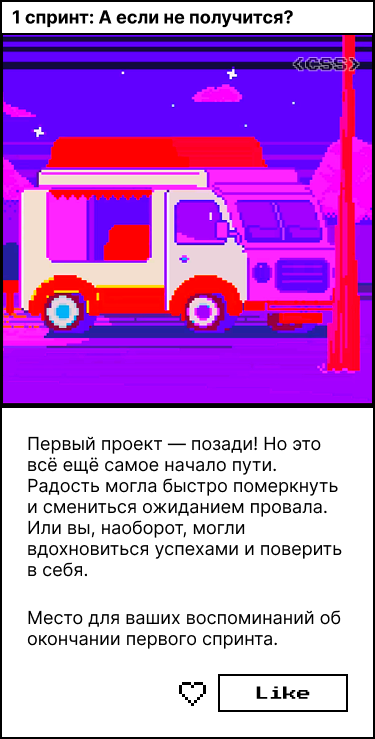 1 спринт: А если не получится?
<css>
Первый проект — позади! Но это
всё ещё самое начало пути.
Радость могла быстро померкнуть
и смениться ожиданием провала.
Или вы, наоборот, могли
вдохновиться успехами и поверить
в себя.
Место для ваших воспоминаний об
окончании первого спринта.
Like